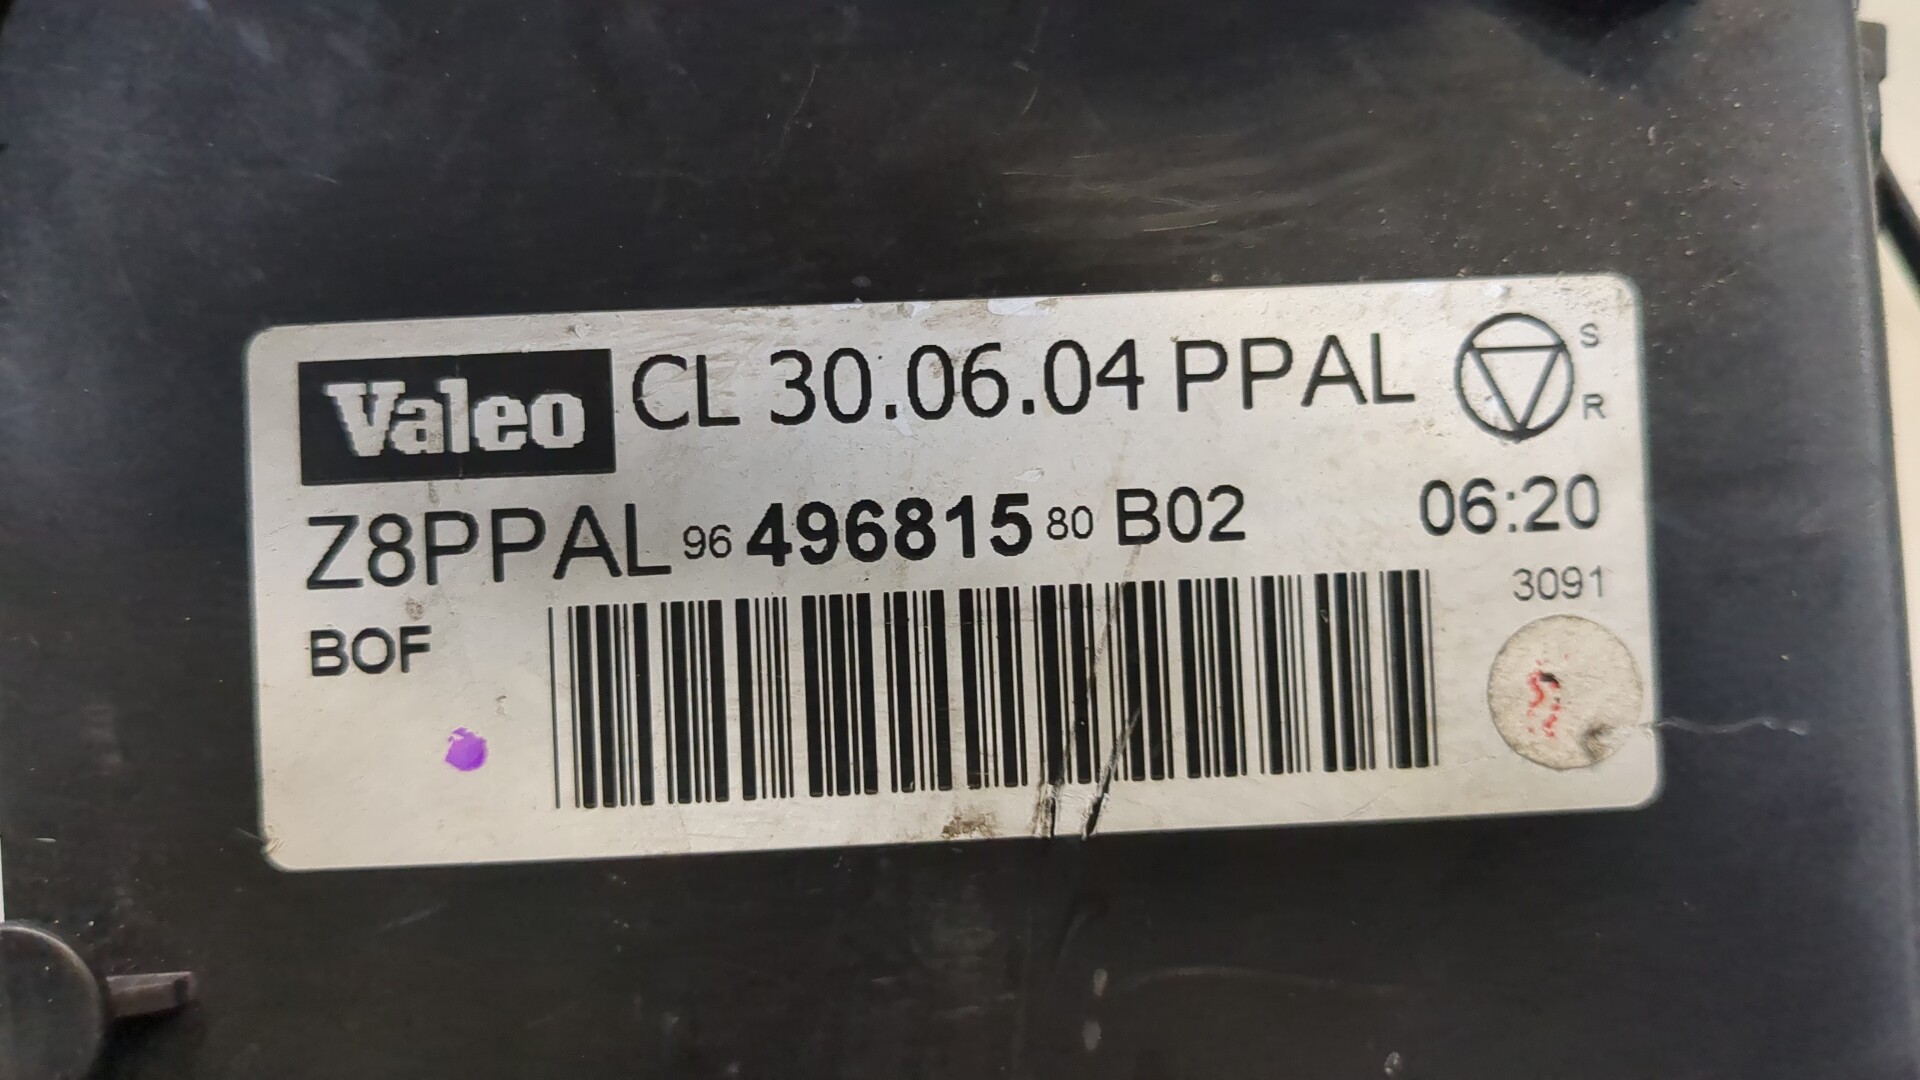 Valeo CL 30.06.04 PPAL S
R
Z8PPAL 96 496815 80 B02 06:20
3091
BOF